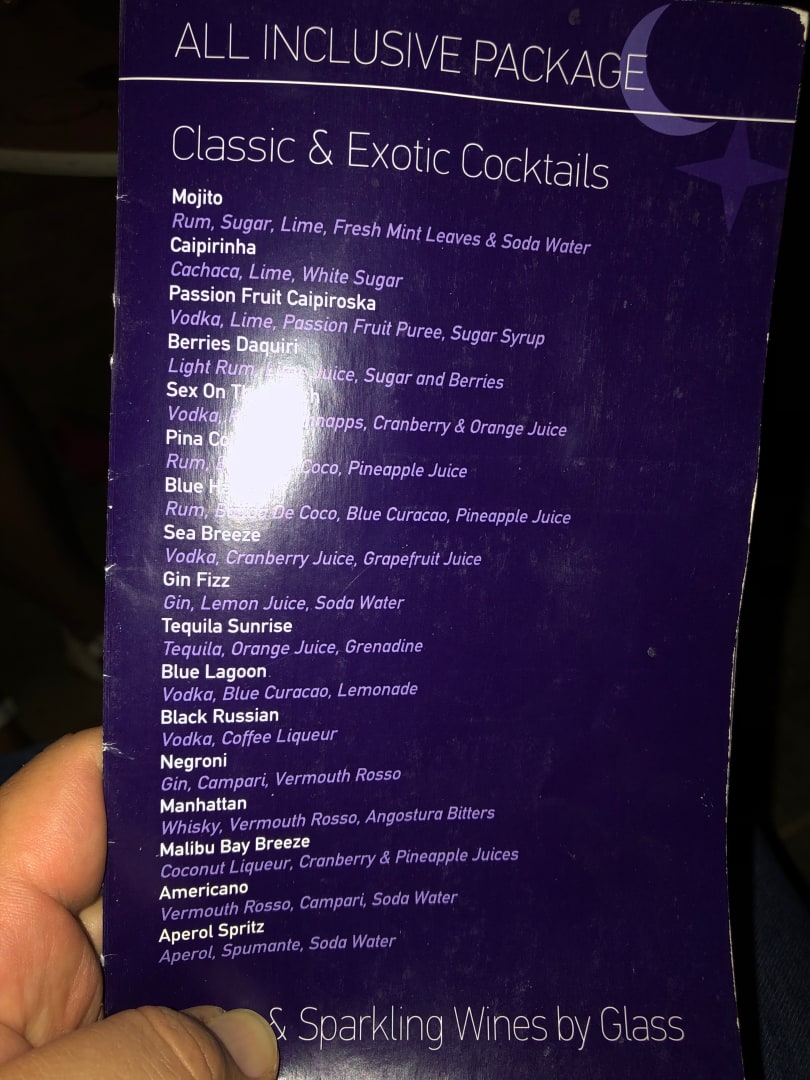 ALL INCLUSIVE PACKAGE
Classic & Exotic Cocktails
Mojito
Rum, Sugar, Lime, Fresh Mint Leaves & Soda Water
Caipirinha
Cachaca, Lime, White Sugar
Passion Fruit Caipiroska
Vodka, Lime, Passion Fruit Puree, Sugar Syrup
Berries Daquiri
Light Rum, Lime Juice, Sugar and Berries
Sex On
Vodka, Cranberry & Orange Juice
Pina
Rum, Coco, Pineapple Juice
Blue
Rum, De Coco, Blue Curacao, Pineapple Juice
Sea Breeze
Vodka, Cranberry Juice, Grapefruit Juice
Gin Fizz
Gin, Lemon Juice, Soda Water
Tequila Sunrise
Tequila, Orange Juice, Grenadine
Blue Lagoon
Vodka, Blue Curacao, Lemonade
Black Russian
Vodka, Coffee Liqueur
Negroni
Gin, Campari, Vermouth Rosso
Manhattan
Whisky, Vermouth Rosso, Angostura Bitters
Malibu Bay Breeze
Coconut Liqueur, Cranberry & Pineapple Juices
Americano
Vermouth Rosso, Campari, Soda Water
Aperol Spritz
Aperol, Spumante, Soda Water
& Sparkling Wines by Glass